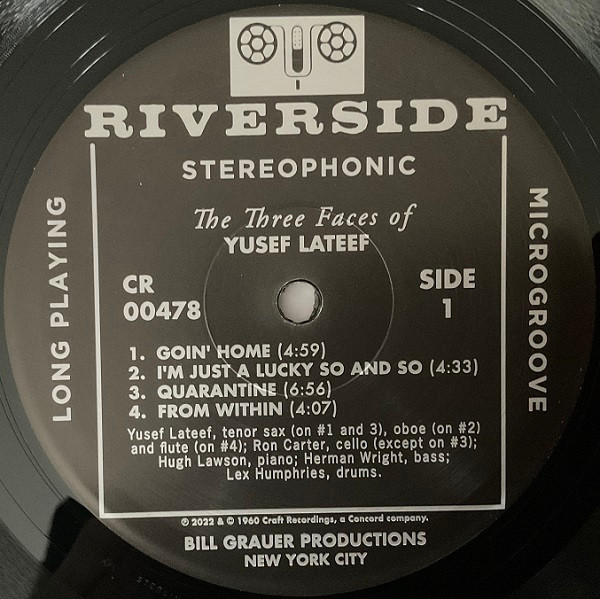 RIVERSIDE
STEREOPHONIC
The Three Faces of
YUSEF LATEEF
LONG PLAYING
MICROGROOVE
CR
00478
SIDE
1
1. GOIN' HOME (4:59)
2. I'M JUST A LUCKY SO AND SO (4:33)
3. QUARANTINE (6:56)
4. FROM WITHIN (4:07)
Yusef Lateef, tenor sax (on #1 and 3), oboe (on #2)
and flute (on #4); Ron Carter, cello (except on #3);
Hugh Lawson, piano; Herman Wright, bass;
Lex Humphries, drums.
℗ 2022 & © 1960 Craft Recordings, a Concord company.
BILL GRAUER PRODUCTIONS
NEW YORK CITY